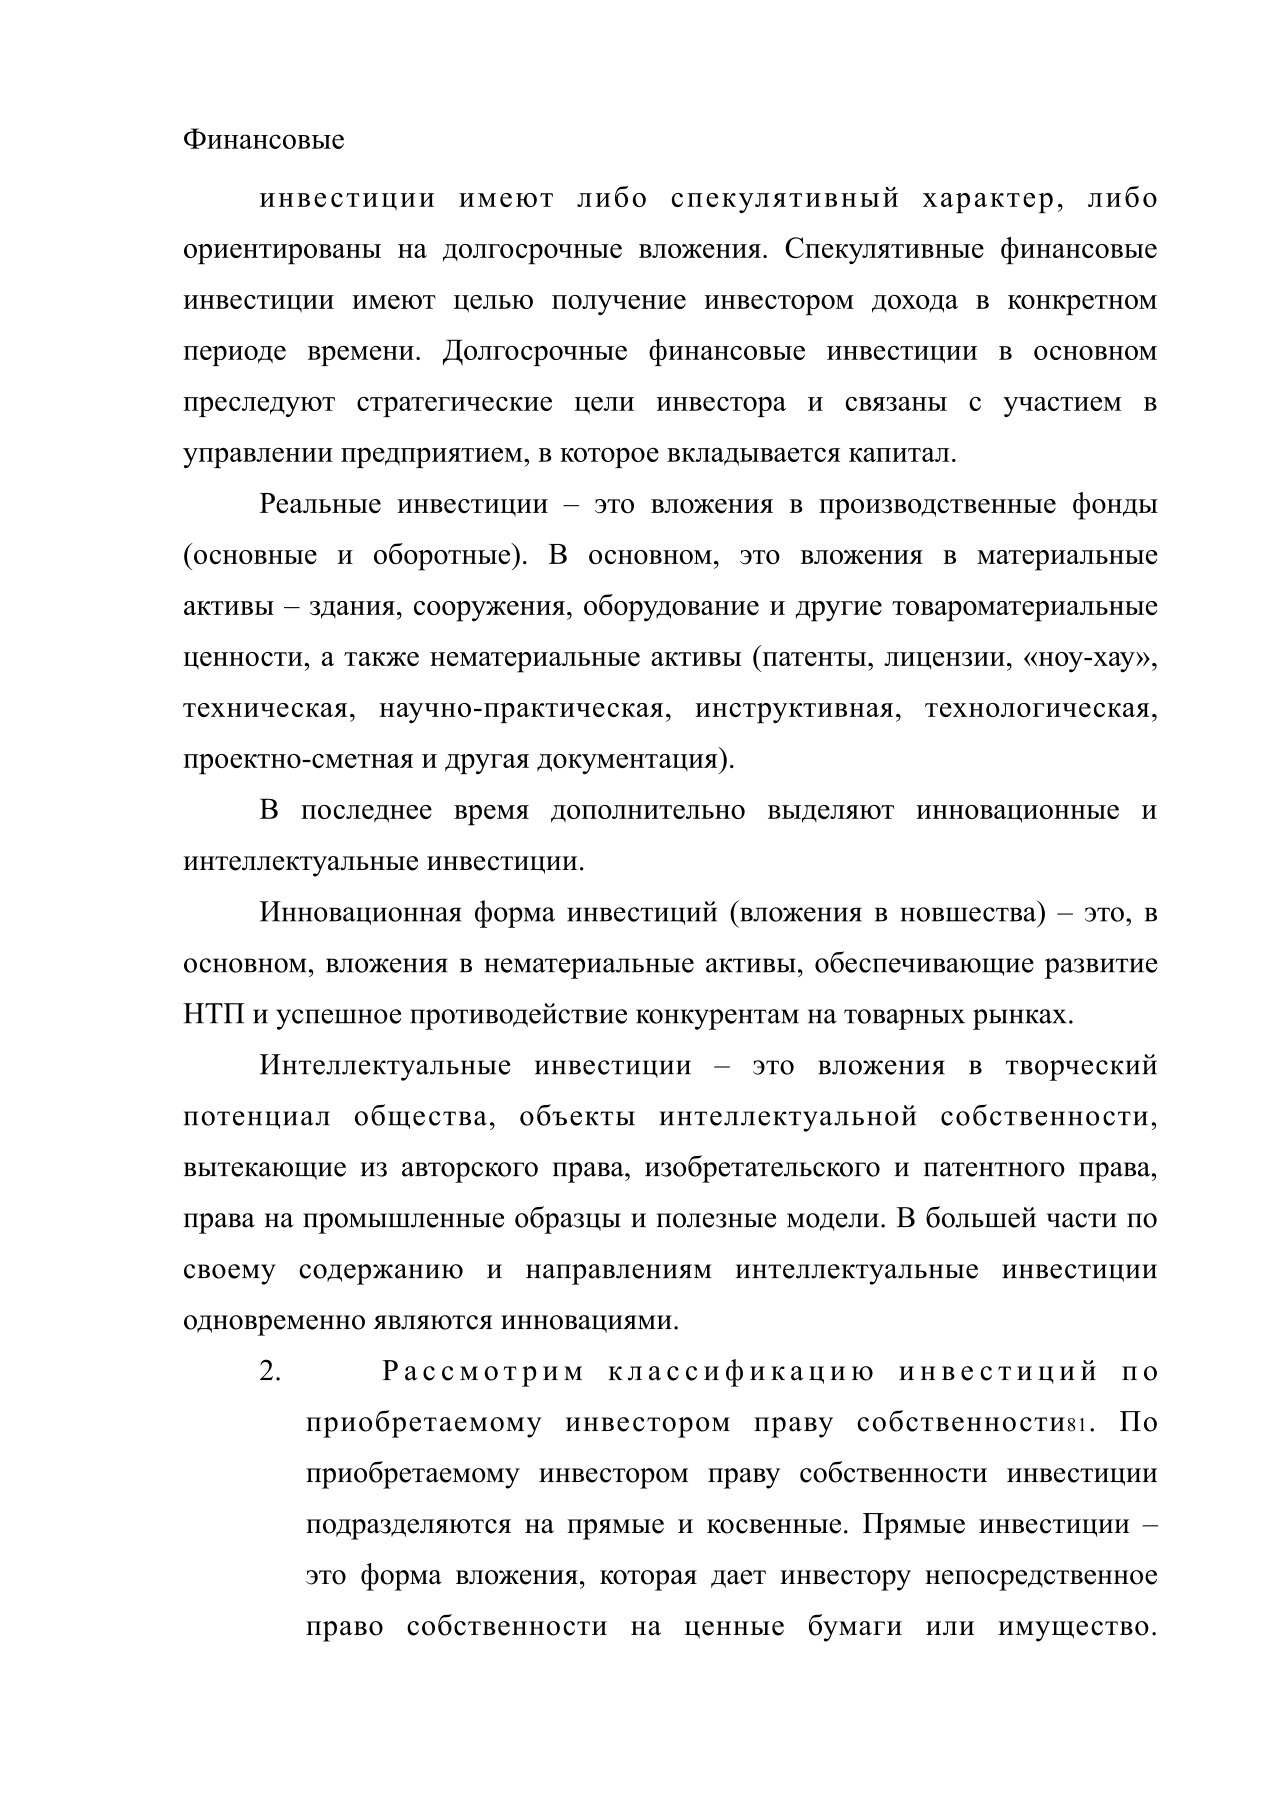 Финансовые
инвестиции имеют либо спекулятивный характер, либо
ориентированы на долгосрочные вложения. Спекулятивные финансовые
инвестиции имеют целью получение инвестором дохода в конкретном
периоде времени. Долгосрочные финансовые инвестиции в основном
преследуют стратегические цели инвестора и связаны с участием в
управлении предприятием, в которое вкладывается капитал.
Реальные инвестиции – это вложения в производственные фонды
(основные и оборотные). В основном, это вложения в материальные
активы – здания, сооружения, оборудование и другие товароматериальные
ценности, а также нематериальные активы (патенты, лицензии, «ноу-хау»,
техническая, научно-практическая, инструктивная, технологическая,
проектно-сметная и другая документация).
В последнее время дополнительно выделяют инновационные и
интеллектуальные инвестиции.
Инновационная форма инвестиций (вложения в новшества) – это, в
основном, вложения в нематериальные активы, обеспечивающие развитие
НТП и успешное противодействие конкурентам на товарных рынках.
Интеллектуальные инвестиции – это вложения в творческий
потенциал общества, объекты интеллектуальной собственности,
вытекающие из авторского права, изобретательского и патентного права,
права на промышленные образцы и полезные модели. В большей части по
своему содержанию и направлениям интеллектуальные инвестиции
одновременно являются инновациями.
2. Рассмотрим классификацию инвестиций по
приобретаемому инвестором праву собственности81. По
приобретаемому инвестором праву собственности инвестиции
подразделяются на прямые и косвенные. Прямые инвестиции –
это форма вложения, которая дает инвестору непосредственное
право собственности на ценные бумаги или имущество.